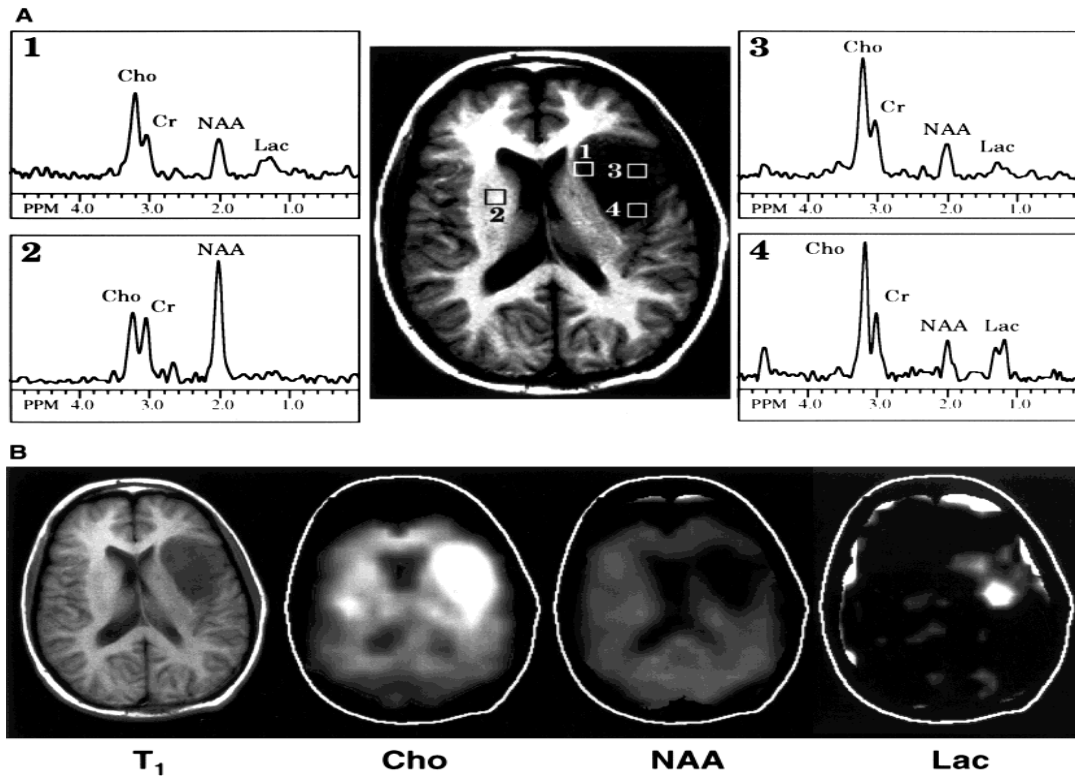 A
1
Cho
Cr
NAA
Lac
PPM 4.0 3.0 2.0 1.0
2
NAA
Cho
Cr
PPM 4.0 3.0 2.0 1.0
1
2
3
4
3
Cho
Cr
NAA
Lac
PPM 4.0 3.0 2.0 1.0
4
Cho
Cr
NAA
Lac
PPM 4.0 3.0 2.0 1.0
B
T₁ Cho NAA Lac